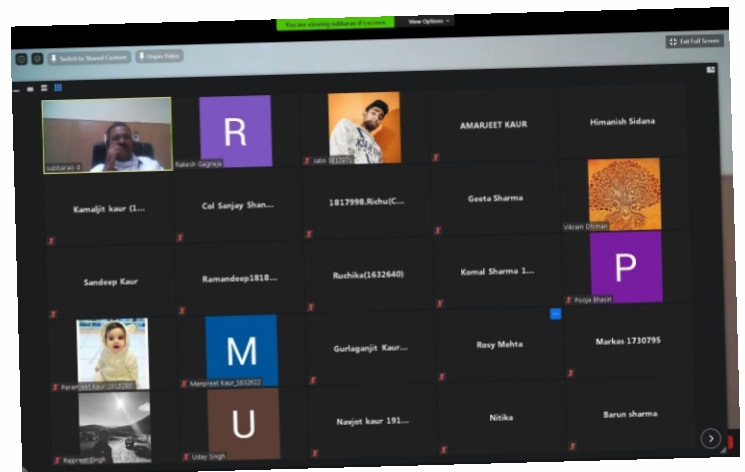 You are viewing subbarao d's screen View Options
Switch to Shared Content Unpin Video Exit Full Screen
subbarao d
R
Rakesh Gagneja
Jatin 1817971
AMARJEET KAUR
Himanish Sidana
Kamaljit kaur (1...
Col Sanjay Shan...
1817998.Richu(C...
Geeta Sharma
Vikram Dhiman
Sandeep Kaur
Ramandeep1818...
Ruchika(1632640)
Komal Sharma 1...
P
Pooja Bhasin
Paramjeet Kaur
M
Manpreet Kaur_1632622
Gurlaganjit Kaur...
Rosy Mehta
Markas 1730795
Rajpreet Singh
U
Uday Singh
Navjot kaur 191...
Nitika
Barun sharma